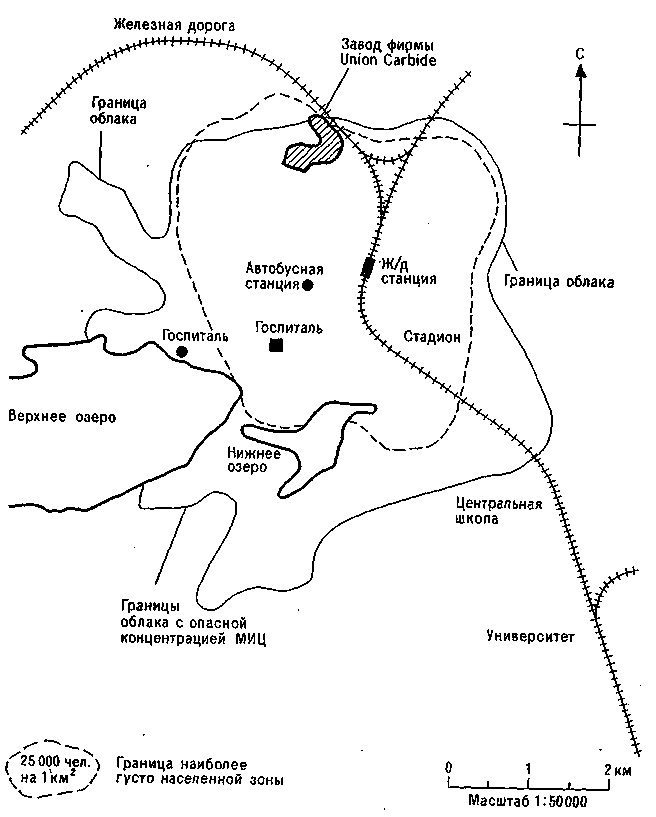 Железная дорога
Завод фирмы
Union Carbide
С
Граница
облака
Автобусная
станция
Ж/д
станция
Граница облака
Госпиталь
Госпиталь
Стадион
Верхнее озеро
Нижнее
озеро
Центральная
школа
Границы
облака с опасной
концентрацией МИЦ
Университет
25 000 чел.
на 1 км²
Граница наиболее
густо населенной зоны
0 1 2 км
Масштаб 1:50000